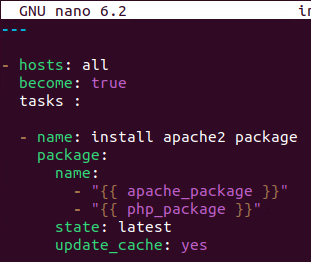 GNU nano 6.2
---
- hosts: all
  become: true
  tasks :
  - name: install apache2 package
    package:
      name:
        - "{{ apache_package }}"
        - "{{ php_package }}"
      state: latest
      update_cache: yes